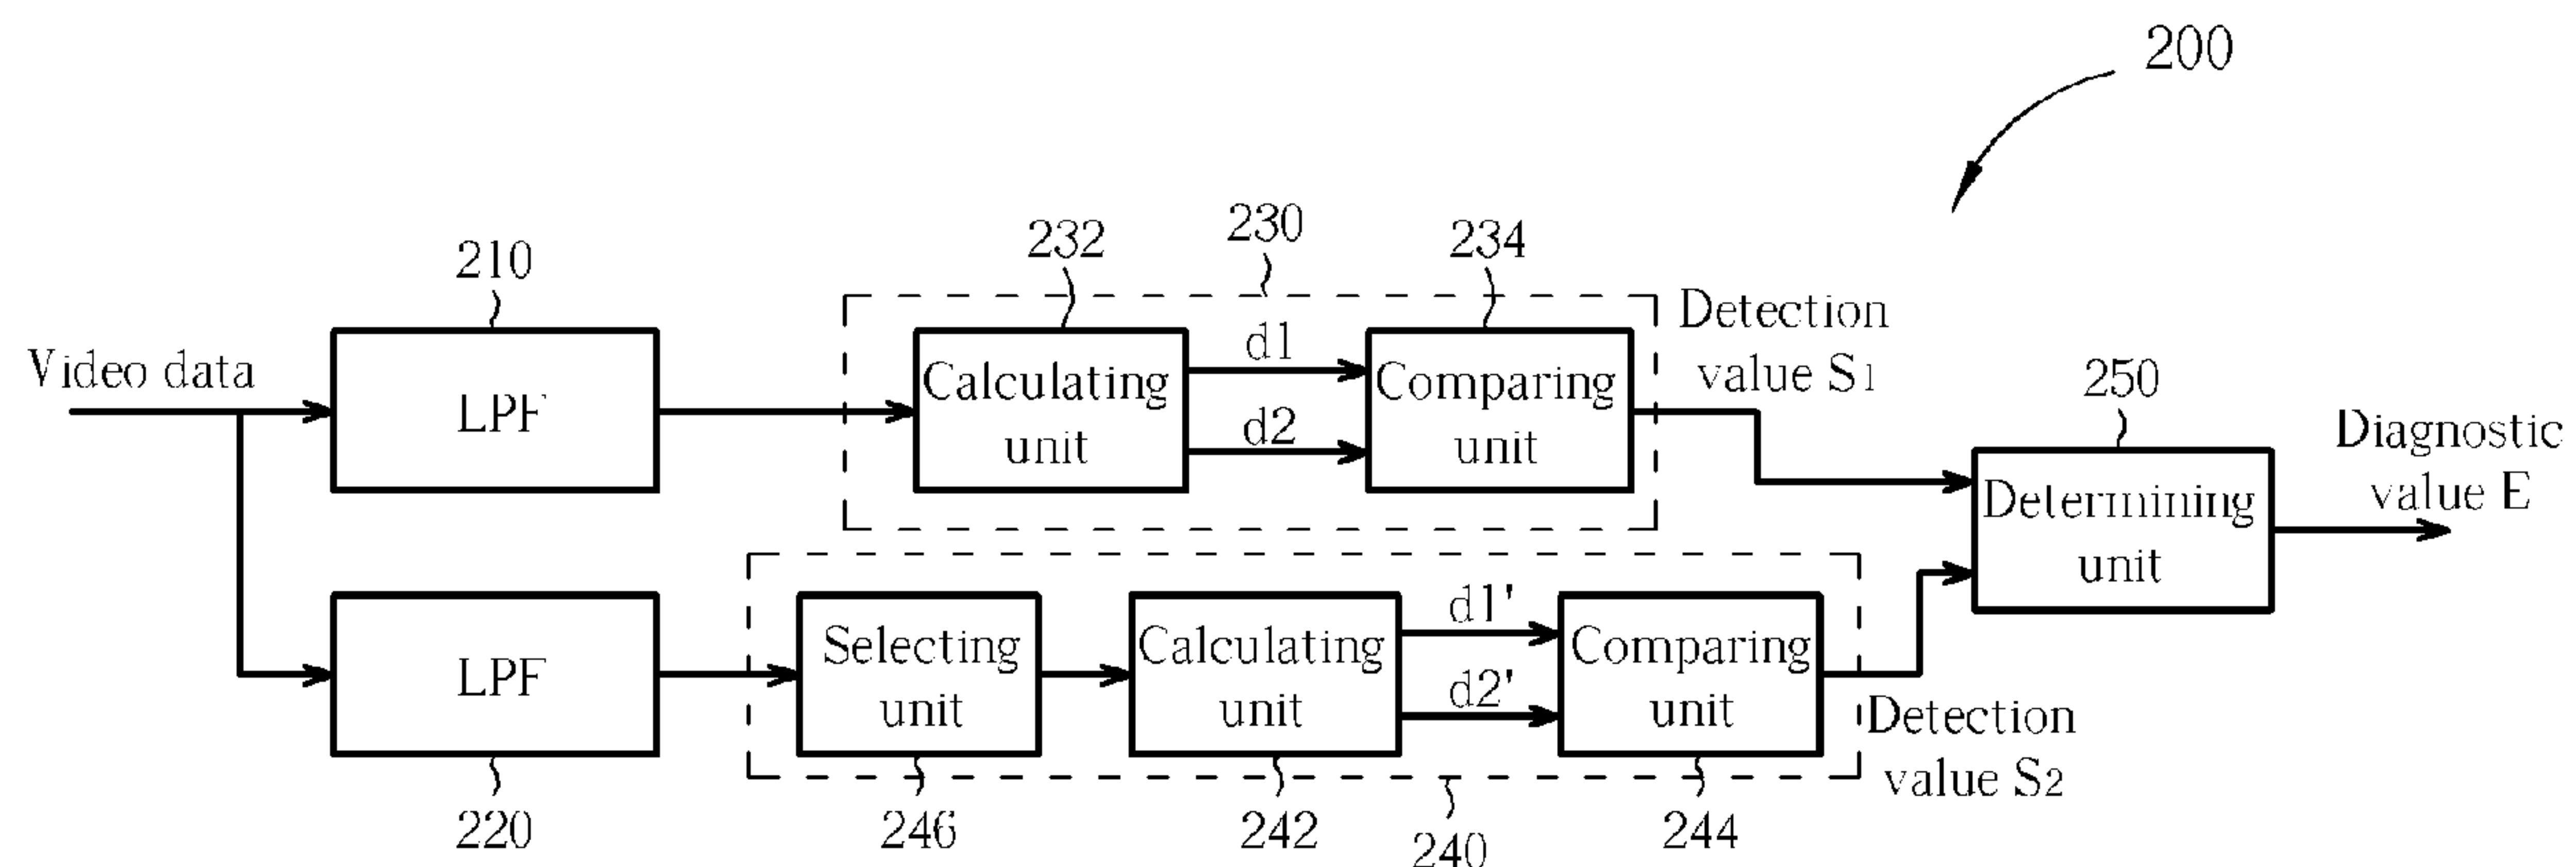 200
230
232
234
210
Detection
value S1
Video data
LPF
Calculating
unit
d1
d2
Comparing
unit
250
Determining
unit
Diagnostic
value E
LPF
Selecting
unit
Calculating
unit
d1'
d2'
Comparing
unit
Detection
value S2
220
246
242
240
244